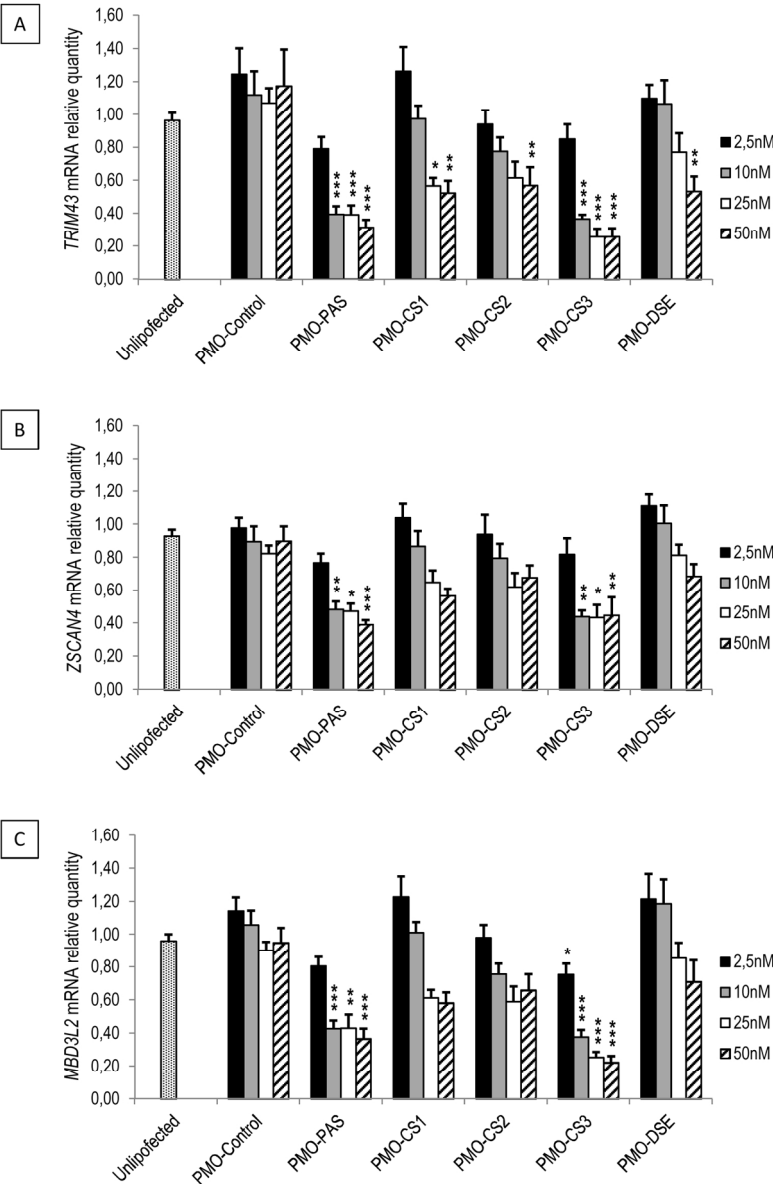 A
TRIM43 mRNA relative quantity
1,60
1,40
1,20
1,00
0,80
0,60
0,40
0,20
0,00
***
***
***
*
**
**
***
***
***
**
2,5nM
10nM
25nM
50nM
Unlipofected
PMO-Control
PMO-PAS
PMO-CS1
PMO-CS2
PMO-CS3
PMO-DSE
B
ZSCAN4 mRNA relative quantity
1,60
1,40
1,20
1,00
0,80
0,60
0,40
0,20
0,00
**
*
***
**
*
**
2,5nM
10nM
25nM
50nM
Unlipofected
PMO-Control
PMO-PAS
PMO-CS1
PMO-CS2
PMO-CS3
PMO-DSE
C
MBD3L2 mRNA relative quantity
1,60
1,40
1,20
1,00
0,80
0,60
0,40
0,20
0,00
***
**
***
*
***
***
***
2,5nM
10nM
25nM
50nM
Unlipofected
PMO-Control
PMO-PAS
PMO-CS1
PMO-CS2
PMO-CS3
PMO-DSE